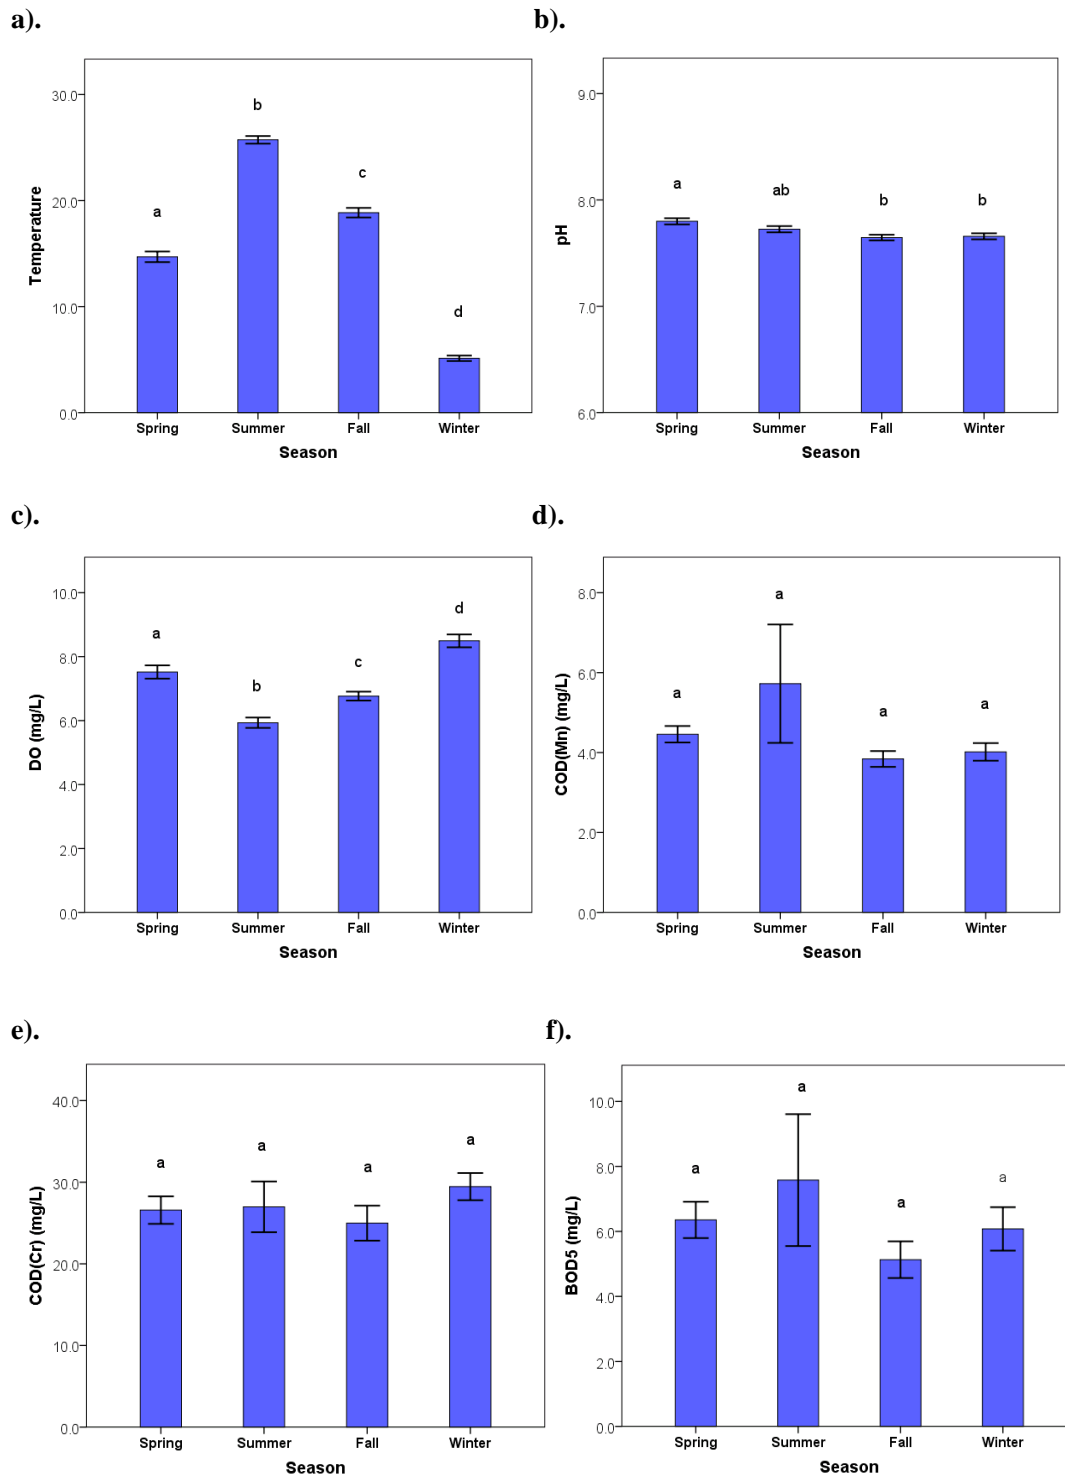 a).
b).
30.0
20.0
10.0
0.0
Temperature
a
b
c
d
Spring
Summer
Fall
Winter
Season
9.0
8.0
7.0
6.0
pH
a
ab
b
b
Spring
Summer
Fall
Winter
Season
c).
d).
10.0
8.0
6.0
4.0
2.0
0.0
DO (mg/L)
a
b
c
d
Spring
Summer
Fall
Winter
Season
8.0
6.0
4.0
2.0
0.0
COD(Mn) (mg/L)
a
a
a
a
Spring
Summer
Fall
Winter
Season
e).
f).
40.0
30.0
20.0
10.0
0.0
COD(Cr) (mg/L)
a
a
a
a
Spring
Summer
Fall
Winter
Season
10.0
8.0
6.0
4.0
2.0
0.0
BOD5 (mg/L)
a
a
a
a
Spring
Summer
Fall
Winter
Season